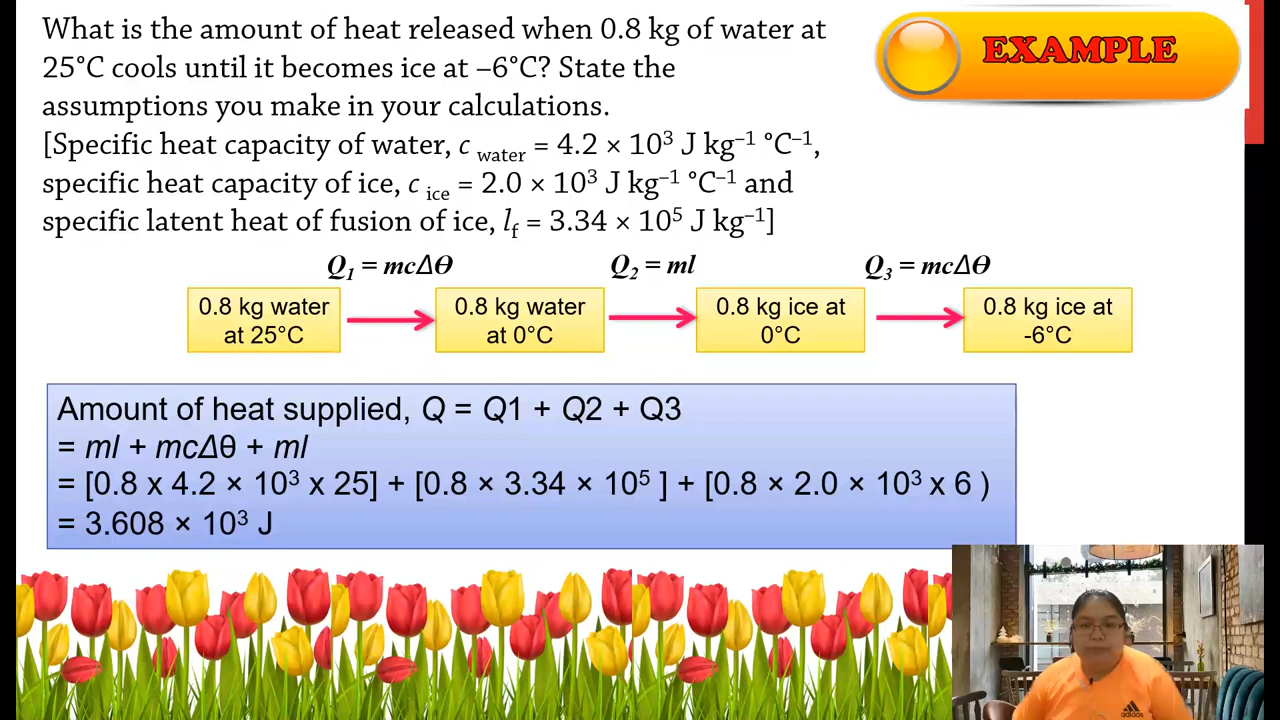 What is the amount of heat released when 0.8 kg of water at
25°C cools until it becomes ice at –6°C? State the
assumptions you make in your calculations.
[Specific heat capacity of water, c water = 4.2 × 10³ J kg⁻¹ °C⁻¹,
specific heat capacity of ice, c ice = 2.0 × 10³ J kg⁻¹ °C⁻¹ and
specific latent heat of fusion of ice, lf = 3.34 × 10⁵ J kg⁻¹]
EXAMPLE
Q₁ = mcΔθ
Q₂ = ml
Q₃ = mcΔθ
0.8 kg water
at 25°C
0.8 kg water
at 0°C
0.8 kg ice at
0°C
0.8 kg ice at
-6°C
Amount of heat supplied, Q = Q1 + Q2 + Q3
= ml + mcΔθ + ml
= [0.8 x 4.2 × 10³ x 25] + [0.8 × 3.34 × 10⁵ ] + [0.8 × 2.0 × 10³ x 6 )
= 3.608 × 10³ J
adidas